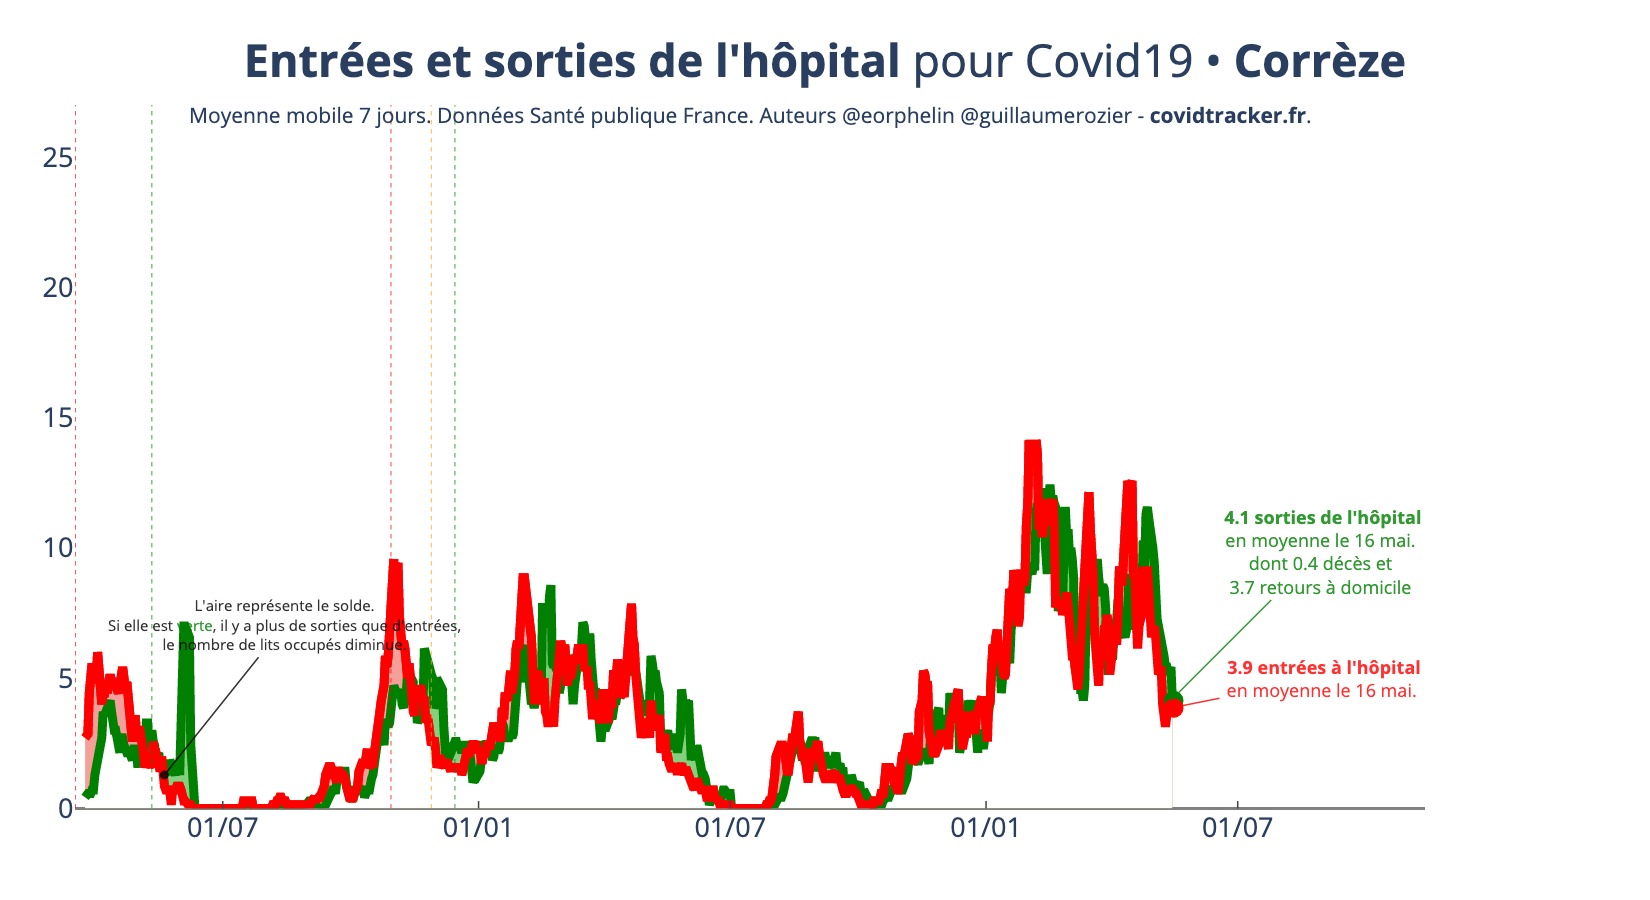 Entrées et sorties de l'hôpital pour Covid19 • Corrèze
Moyenne mobile 7 jours. Données Santé publique France. Auteurs @eorphelin @guillaumerozier - covidtracker.fr.
25
20
15
10
5
0
L'aire représente le solde.
Si elle est verte, il y a plus de sorties que d'entrées,
le nombre de lits occupés diminue.
4.1 sorties de l'hôpital
en moyenne le 16 mai.
dont 0.4 décès et
3.7 retours à domicile
3.9 entrées à l'hôpital
en moyenne le 16 mai.
01/07
01/01
01/07
01/01
01/07